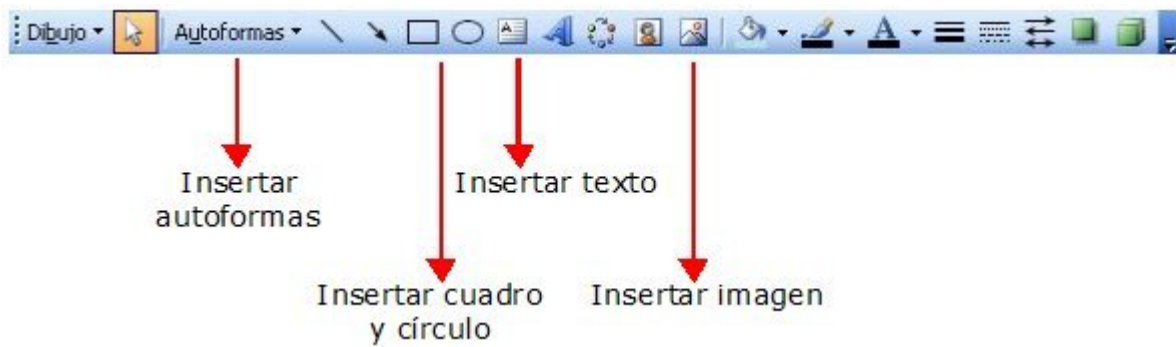 Dibujo Autoformas
Insertar
autoformas
Insertar texto
Insertar cuadro
y círculo
Insertar imagen